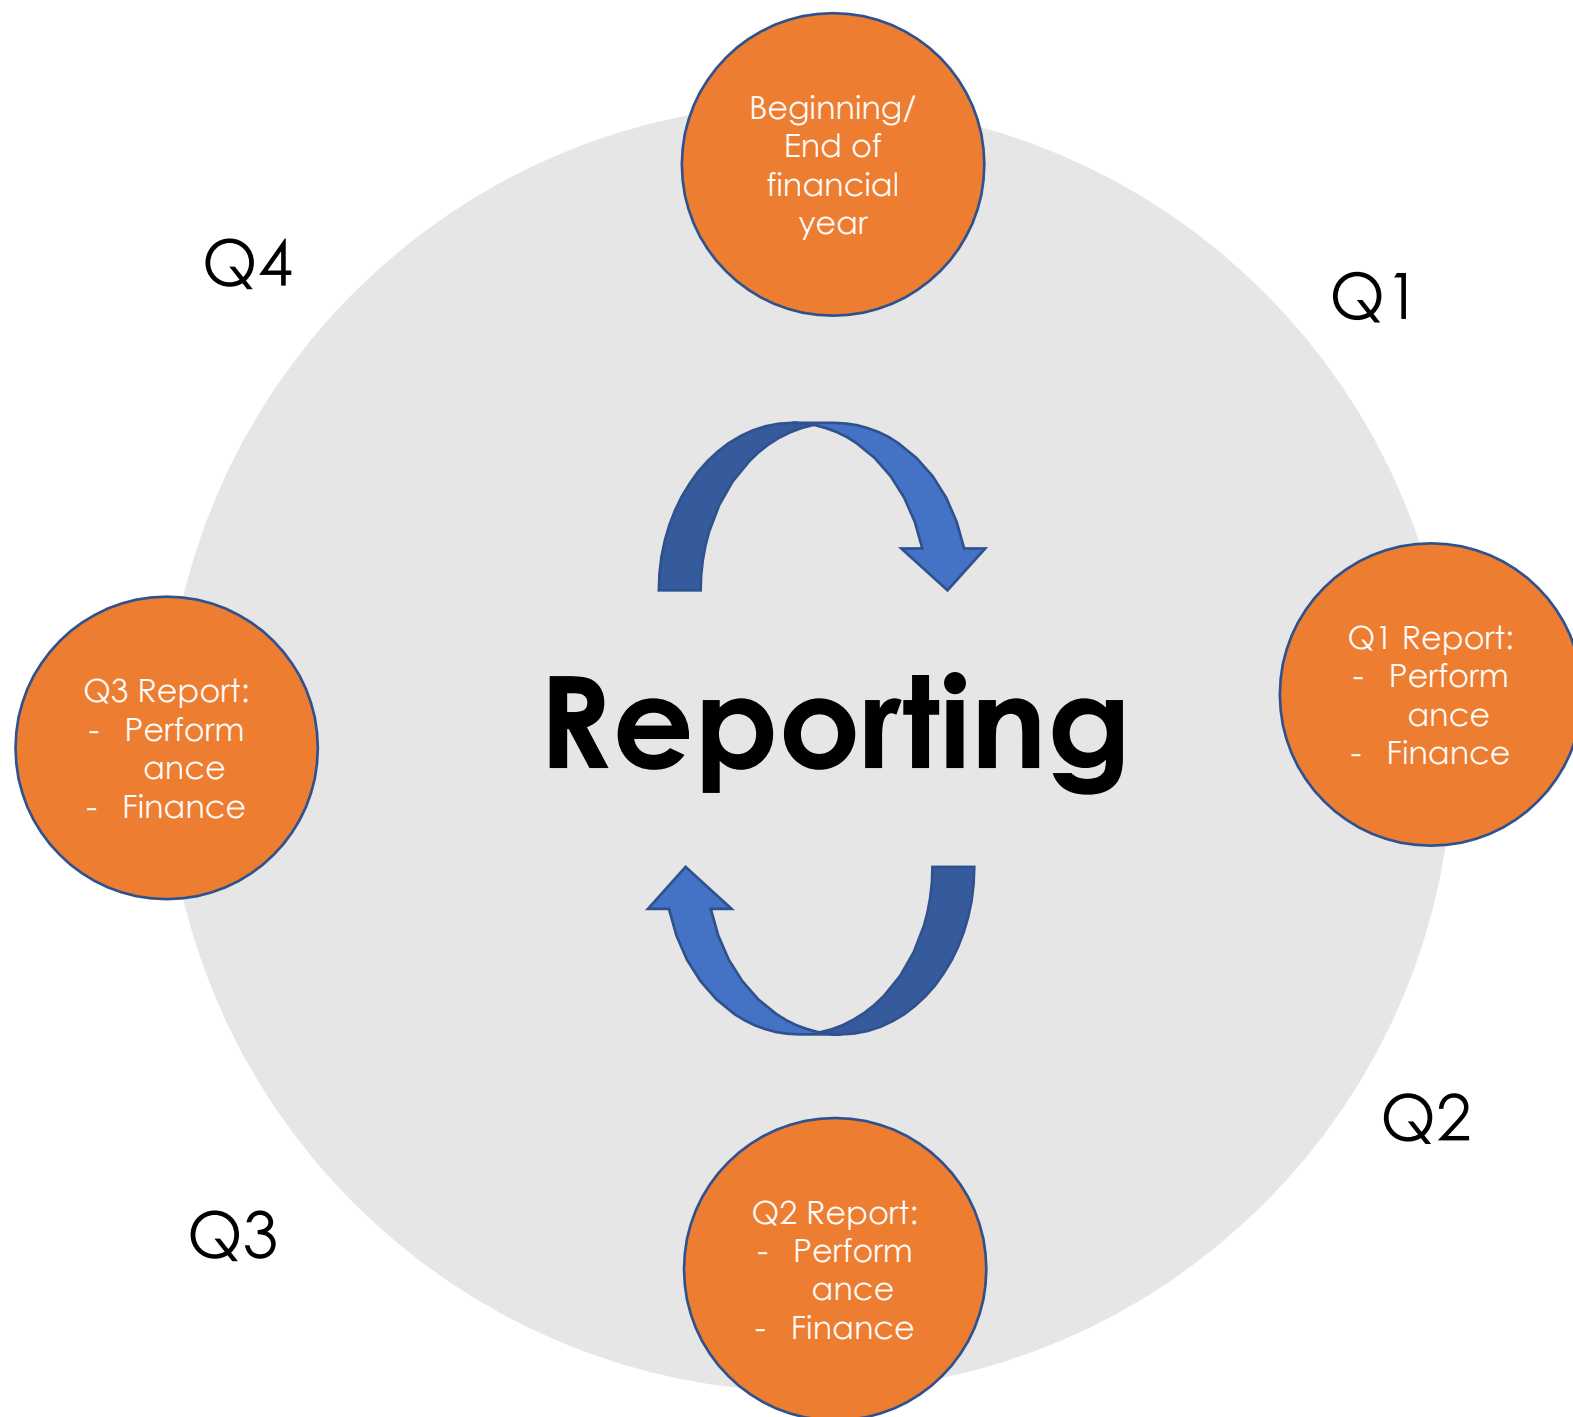 Beginning/
End of
financial
year
Q4
Q1
Q1 Report:
- Perform
ance
- Finance
Q3 Report:
- Perform
ance
- Finance
Reporting
Q2
Q3
Q2 Report:
- Perform
ance
- Finance